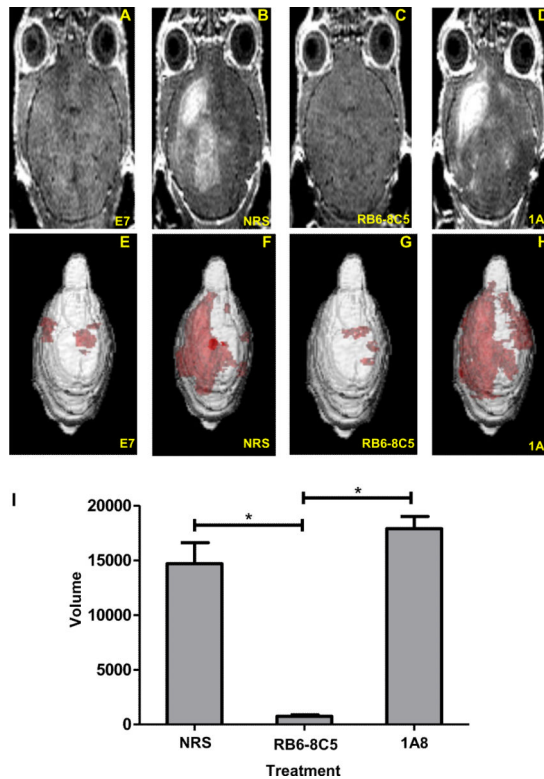 A B C D
E7 NRS RB6-8C5 1A
E F G H
E7 NRS RB6-8C5 1A
I
* *
20000
15000
10000
5000
0
Volume
NRS RB6-8C5 1A8
Treatment